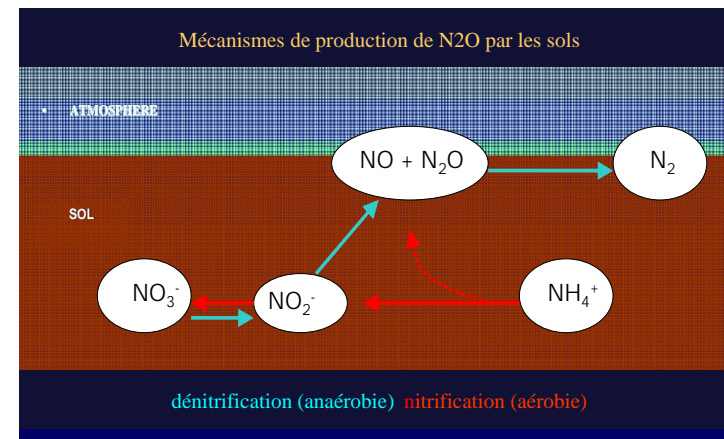 Mécanismes de production de N2O par les sols
• ATMOSPHERE
NO + N₂O
N₂
SOL
NO₃⁻
NO₂⁻
NH₄⁺
dénitrification (anaérobie) nitrification (aérobie)